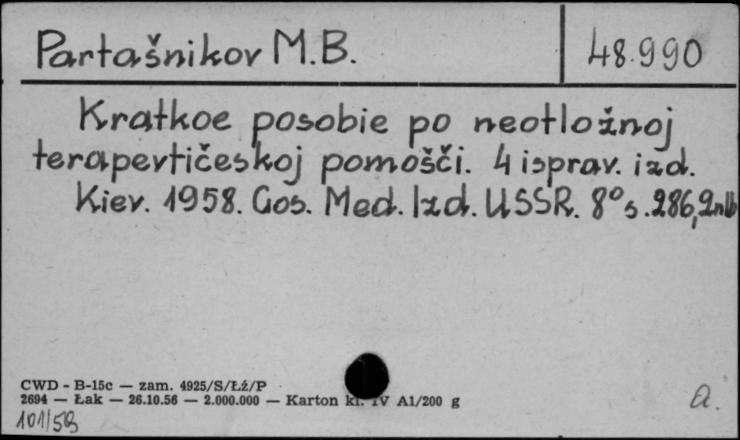 Partašnikov M.B.
48.990
Kratkoe posobie po neotložnoj
terapevtičeskoj pomošči. 4 isprav. izd.
Kiev. 1958. Gos. Med. Izd. USSR. 8° s. 286, 2nlb
CWD - B-15c — zam. 4925/S/Łź/P
2694 — Łak — 26.10.56 — 2.000.000 — Karton kl. IV A1/200 g
101/58
a.